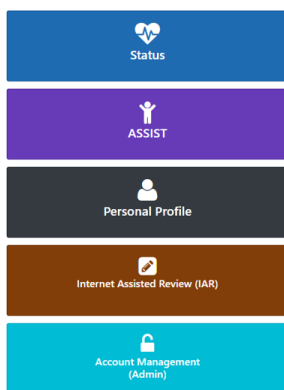 Status
ASSIST
Personal Profile
Internet Assisted Review (IAR)
Account Management
(Admin)